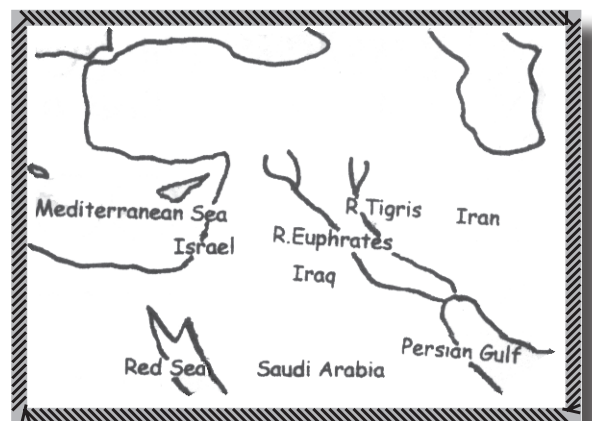 Mediterranean Sea
R.Tigris
Iran
Israel
R.Euphrates
Iraq
Red Sea
Saudi Arabia
Persian Gulf